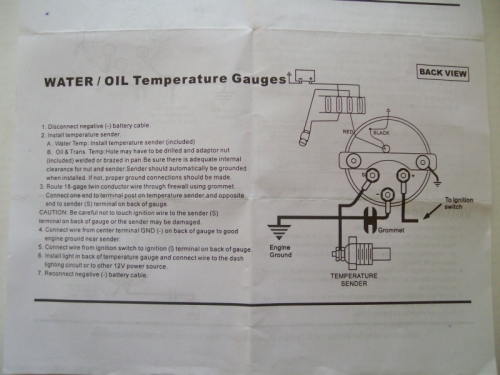 WATER / OIL Temperature Gauges
BACK VIEW
1. Disconnect negative (-) battery cable.
2. Install temperature sender.
A. Water Temp: Install temperature sender (included)
B. Oil & Trans. Temp: Hole may have to be drilled and adaptor nut
(included) welded or brazed in pan. Be sure there is adequate internal
clearance for nut and sender. Sender should automatically be grounded
when installed. If not, proper ground connections should be made.
3. Route 18-gage twin conductor wire through firewall using grommet.
Connect one end to terminal post on temperature sender, and opposite
end to sender (S) terminal on back of gauge.
CAUTION: Be careful not to touch ignition wire to the sender (S)
terminal on back of gauge or the sender may be damaged.
4. Connect wire from center terminal GND (-) on back of gauge to good
engine ground near sender.
5. Connect wire from ignition switch to ignition (I) terminal on back of gauge.
6. Install light in back of temperature gauge and connect wire to the dash
lighting circuit or to other 12V power source.
7. Reconnect negative (-) battery cable.
RED
BLACK
S
+
-
To ignition
switch
Grommet
Engine
Ground
TEMPERATURE
SENDER